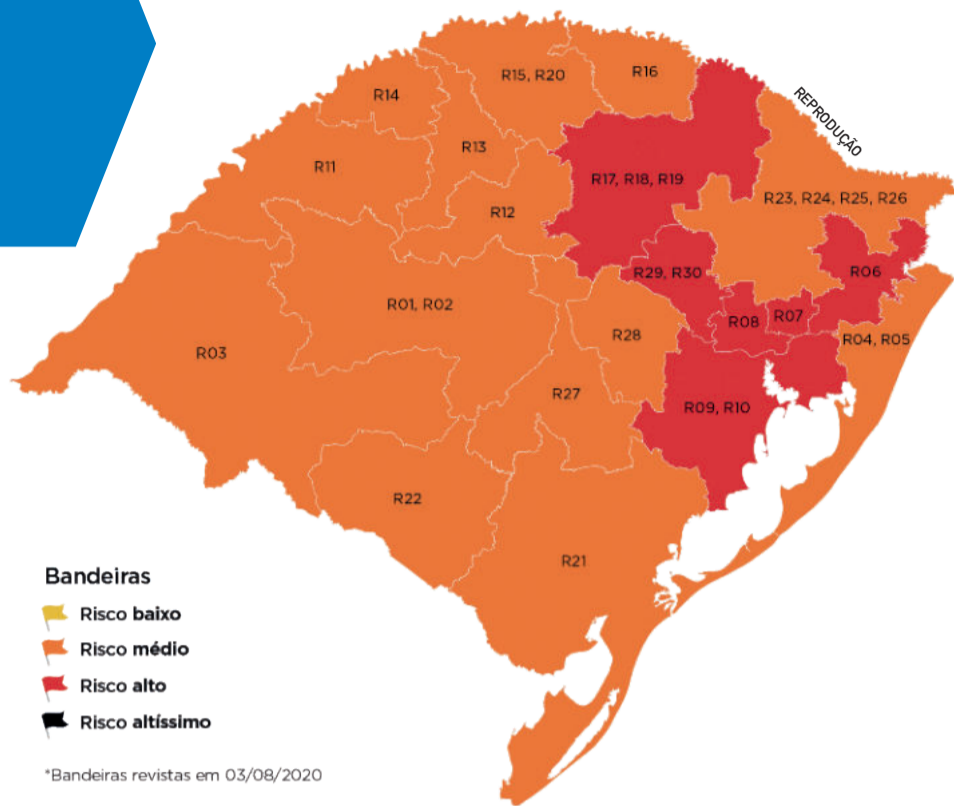 R15, R20
R16
R14
REPRODUÇÃO
R13
R11
R17, R18, R19
R23, R24, R25, R26
R12
R06
R29, R30
R01, R02
R08
R07
R28
R04, R05
R03
R27
R09, R10
R22
R21
Bandeiras
Risco baixo
Risco médio
Risco alto
Risco altíssimo
*Bandeiras revistas em 03/08/2020